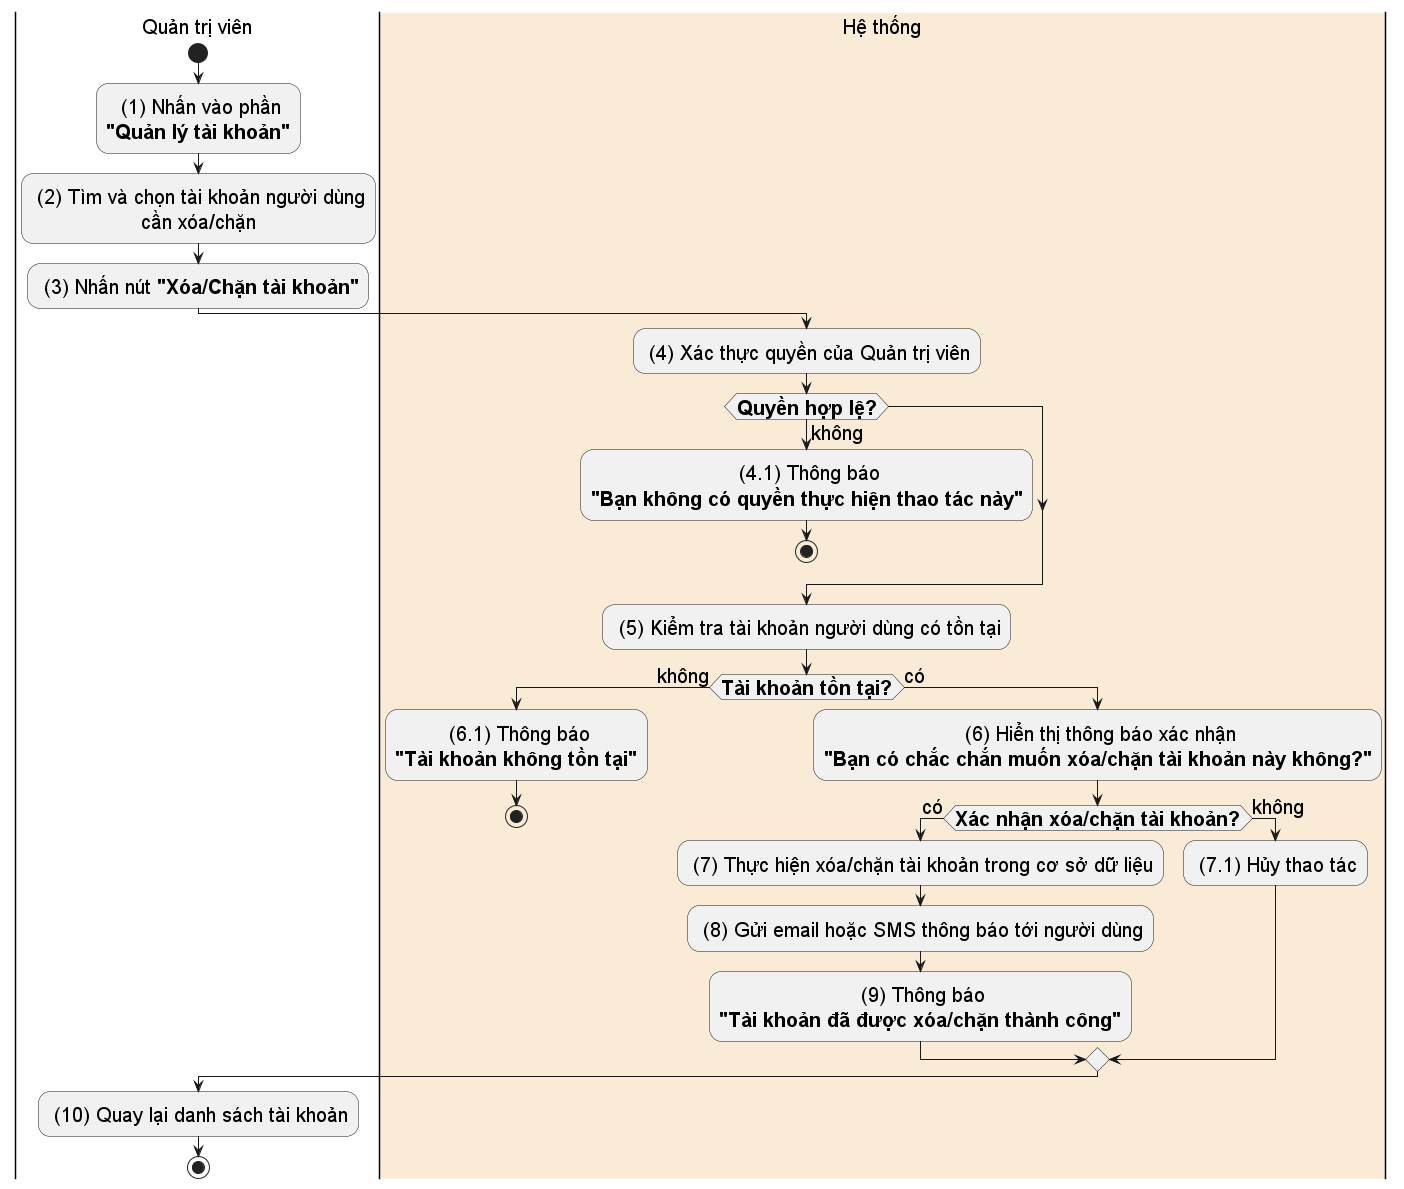 Quản trị viên
Hệ thống
(1) Nhấn vào phần
"Quản lý tài khoản"
(2) Tìm và chọn tài khoản người dùng
cần xóa/chặn
(3) Nhấn nút "Xóa/Chặn tài khoản"
(4) Xác thực quyền của Quản trị viên
Quyền hợp lệ?
không
(4.1) Thông báo
"Bạn không có quyền thực hiện thao tác này"
(5) Kiểm tra tài khoản người dùng có tồn tại
không
Tài khoản tồn tại?
có
(6.1) Thông báo
"Tài khoản không tồn tại"
(6) Hiển thị thông báo xác nhận
"Bạn có chắc chắn muốn xóa/chặn tài khoản này không?"
có
Xác nhận xóa/chặn tài khoản?
không
(7) Thực hiện xóa/chặn tài khoản trong cơ sở dữ liệu
(7.1) Hủy thao tác
(8) Gửi email hoặc SMS thông báo tới người dùng
(9) Thông báo
"Tài khoản đã được xóa/chặn thành công"
(10) Quay lại danh sách tài khoản